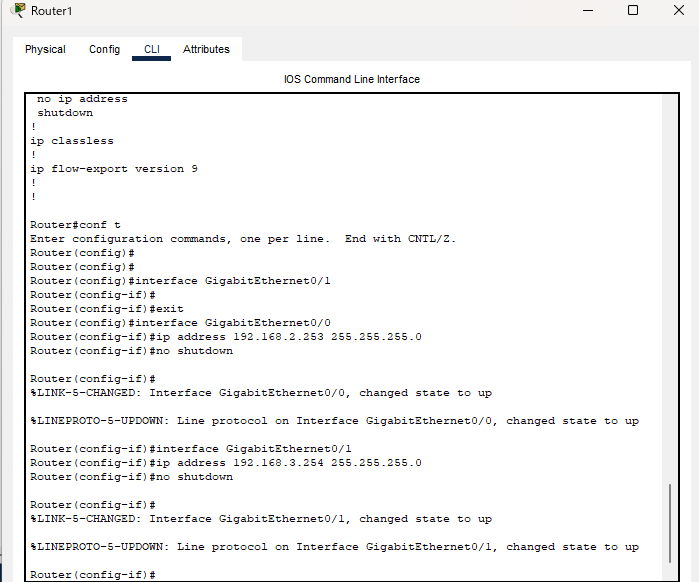 Router1
Physical Config CLI Attributes
IOS Command Line Interface
no ip address
shutdown
!
ip classless
!
ip flow-export version 9
!
!
Router#conf t
Enter configuration commands, one per line.  End with CNTL/Z.
Router(config)#
Router(config)#
Router(config)#interface GigabitEthernet0/1
Router(config-if)#
Router(config-if)#exit
Router(config)#interface GigabitEthernet0/0
Router(config-if)#ip address 192.168.2.253 255.255.255.0
Router(config-if)#no shutdown
Router(config-if)#
%LINK-5-CHANGED: Interface GigabitEthernet0/0, changed state to up
%LINEPROTO-5-UPDOWN: Line protocol on Interface GigabitEthernet0/0, changed state to up
Router(config-if)#interface GigabitEthernet0/1
Router(config-if)#ip address 192.168.3.254 255.255.255.0
Router(config-if)#no shutdown
Router(config-if)#
%LINK-5-CHANGED: Interface GigabitEthernet0/1, changed state to up
%LINEPROTO-5-UPDOWN: Line protocol on Interface GigabitEthernet0/1, changed state to up
Router(config-if)#